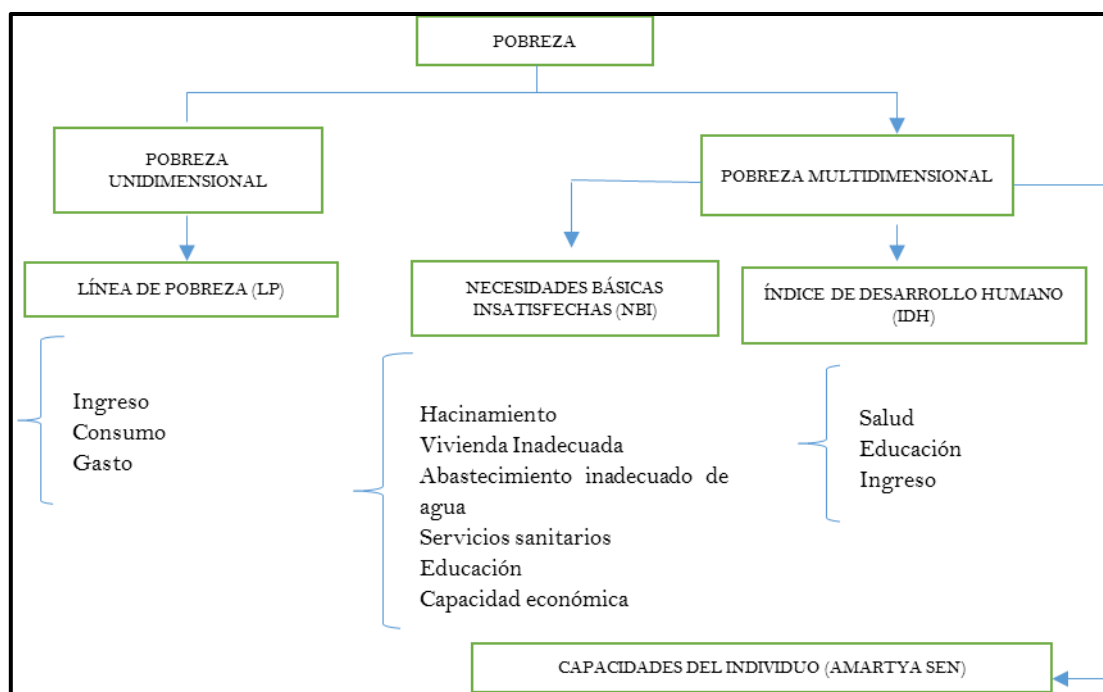 POBREZA
POBREZA
UNIDIMENSIONAL
POBREZA MULTIDIMENSIONAL
LÍNEA DE POBREZA (LP)
NECESIDADES BÁSICAS
INSATISFECHAS (NBI)
ÍNDICE DE DESARROLLO HUMANO
(IDH)
Ingreso
Consumo
Gasto
Hacinamiento
Vivienda Inadecuada
Abastecimiento inadecuado de
agua
Servicios sanitarios
Educación
Capacidad económica
Salud
Educación
Ingreso
CAPACIDADES DEL INDIVIDUO (AMARTYA SEN)